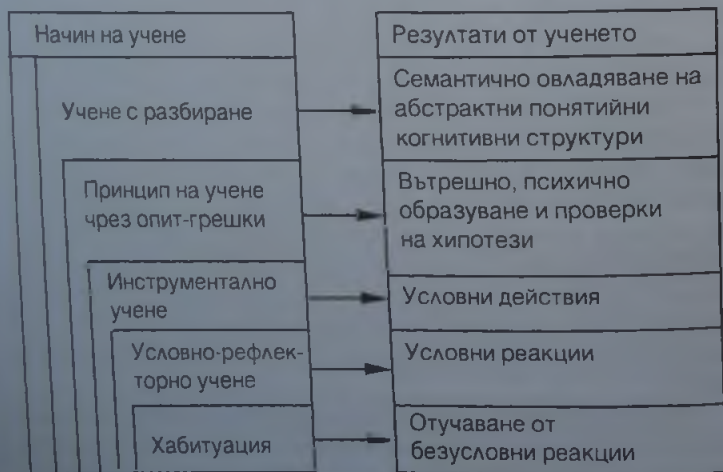 Начин на учене
Резултати от ученето
Учене с разбиране
Семантично овладяване на
абстрактни понятийни
когнитивни структури
Принцип на учене
чрез опит-грешки
Вътрешно, психично
образуване и проверки
на хипотези
Инструментално
учене
Условни действия
Условно-рефлек-
торно учене
Условни реакции
Хабитуация
Отучаване от
безусловни реакции